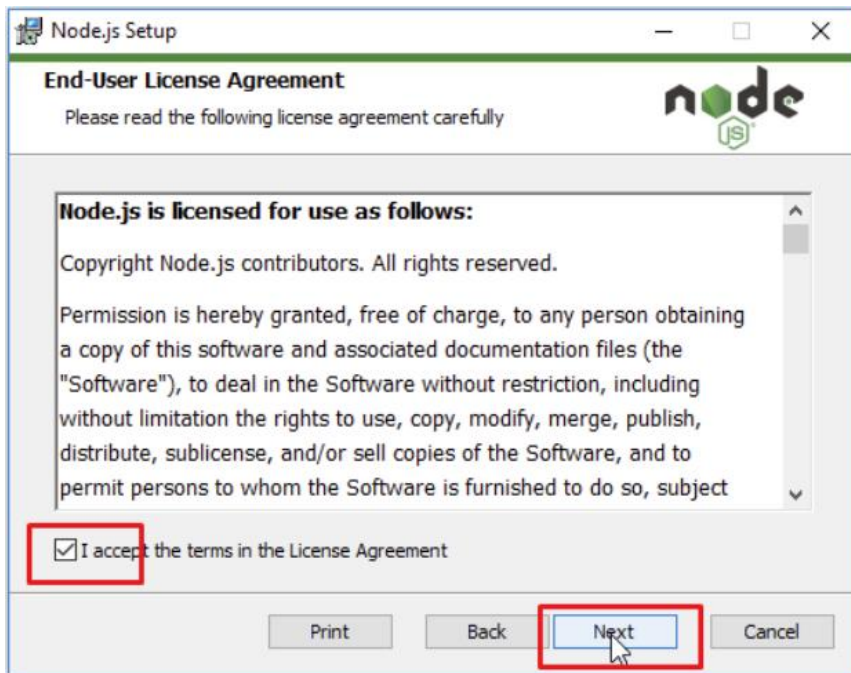 Node.js Setup
End-User License Agreement
Please read the following license agreement carefully
node
JS
Node.js is licensed for use as follows:
Copyright Node.js contributors. All rights reserved.
Permission is hereby granted, free of charge, to any person obtaining
a copy of this software and associated documentation files (the
"Software"), to deal in the Software without restriction, including
without limitation the rights to use, copy, modify, merge, publish,
distribute, sublicense, and/or sell copies of the Software, and to
permit persons to whom the Software is furnished to do so, subject
I accept the terms in the License Agreement
Print Back Next Cancel